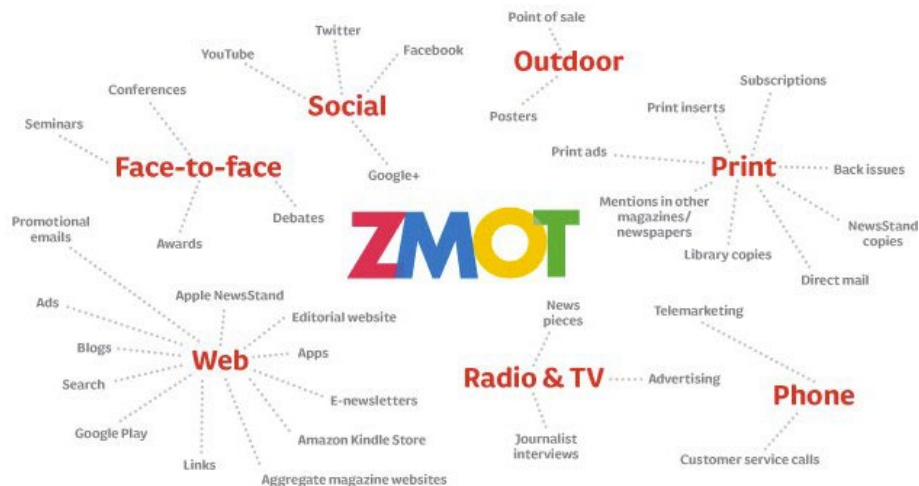 Point of sale
Twitter
YouTube
Facebook
Outdoor
Subscriptions
Conferences
Social
Print inserts
Seminars
Posters
Print ads
Face-to-face
Print
Back issues
Google+
Promotional
emails
Debates
Awards
ZMOT
Mentions in other
magazines/
newspapers
NewsStand
copies
Library copies
Direct mail
Apple NewsStand
Ads
Editorial website
News
pieces
Telemarketing
Blogs
Web
Apps
Search
Radio & TV
Advertising
Phone
E-newsletters
Google Play
Amazon Kindle Store
Journalist
interviews
Links
Aggregate magazine websites
Customer service calls